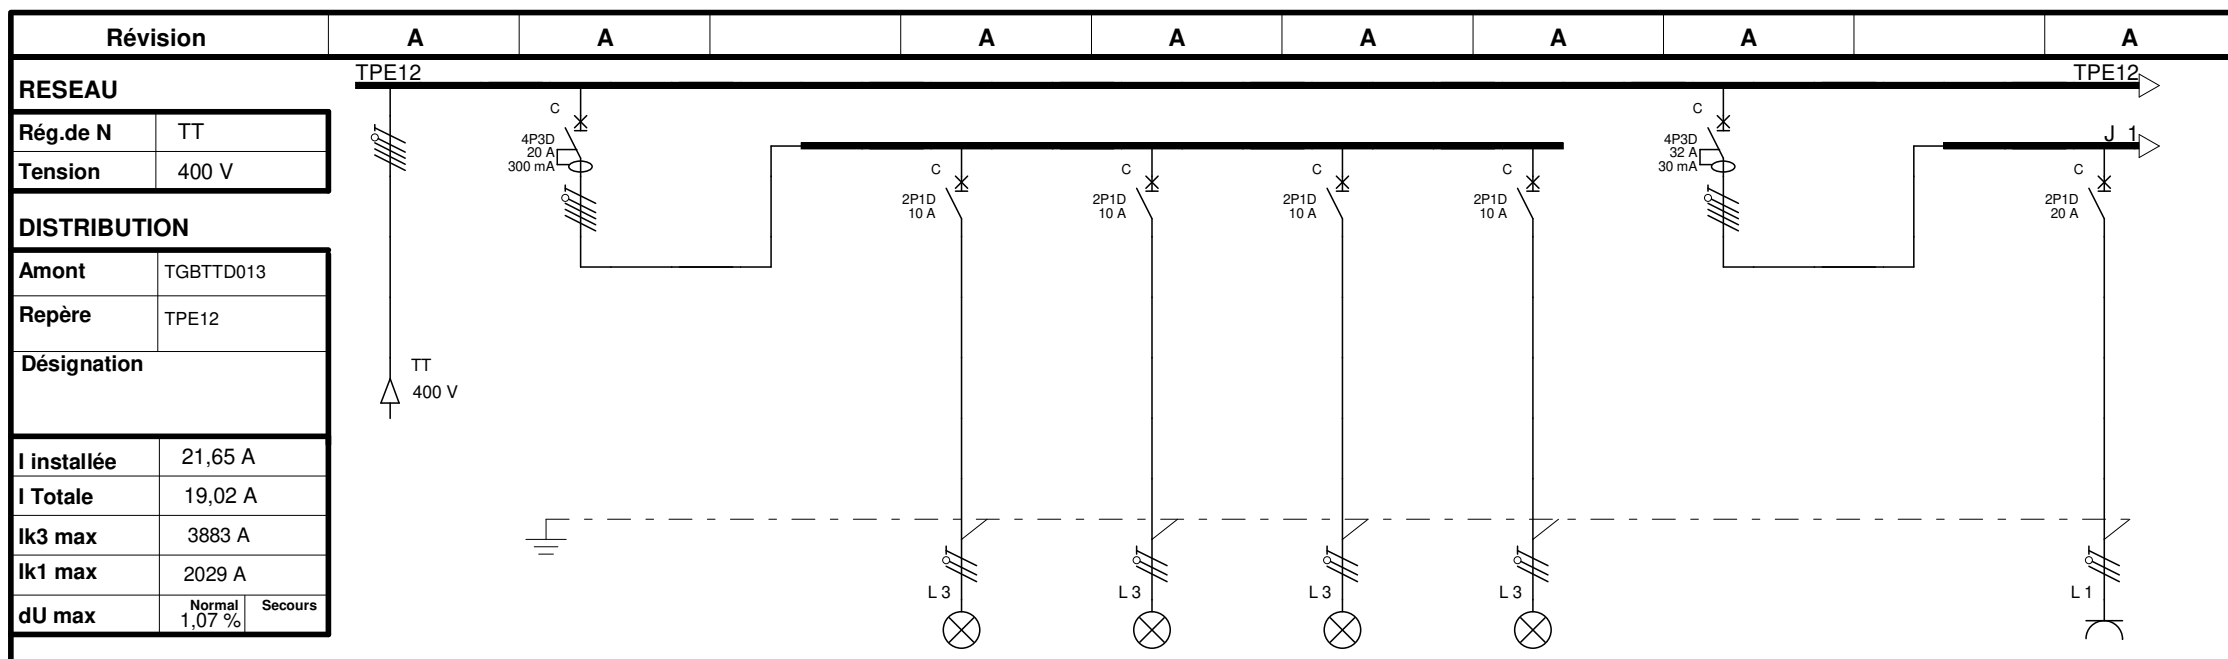 Révision A A A A A A A A
TPE12 TPE12
RESEAU
Rég.de N TT
Tension 400 V
DISTRIBUTION
Amont TGBTTD013
Repère TPE12
Désignation
I installée 21,65 A
I Totale 19,02 A
Ik3 max 3883 A
Ik1 max 2029 A
dU max Normal Secours
1,07 %
TT
400 V
C
4P3D
20 A
300 mA
C
2P1D
10 A
C
2P1D
10 A
C
2P1D
10 A
C
2P1D
10 A
C
4P3D
32 A
30 mA
J 1
C
2P1D
20 A
L 3 L 3 L 3 L 3 L 1